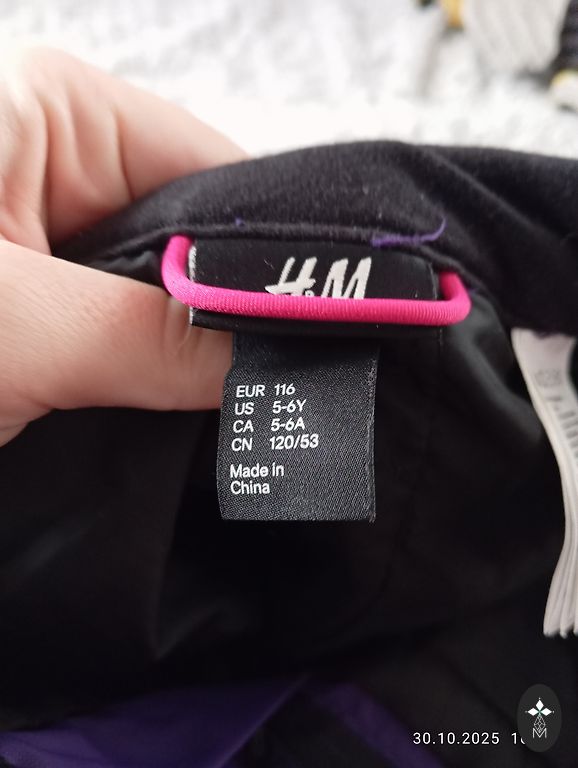 H&M
EUR 116
US 5-6Y
CA 5-6A
CN 120/53
Made in
China
30.10.2025
M